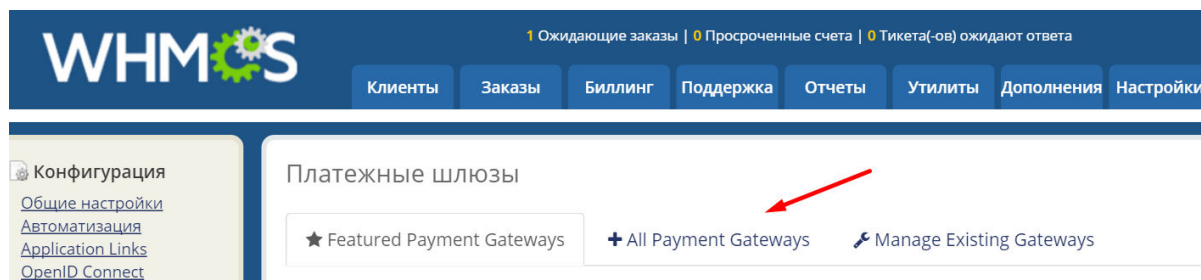 WHMCS
1 Ожидающие заказы | 0 Просроченные счета | 0 Тикета(-ов) ожидают ответа
Клиенты Заказы Биллинг Поддержка Отчеты Утилиты Дополнения Настройки
Конфигурация
Общие настройки
Автоматизация
Application Links
OpenID Connect
Платежные шлюзы
Featured Payment Gateways All Payment Gateways Manage Existing Gateways